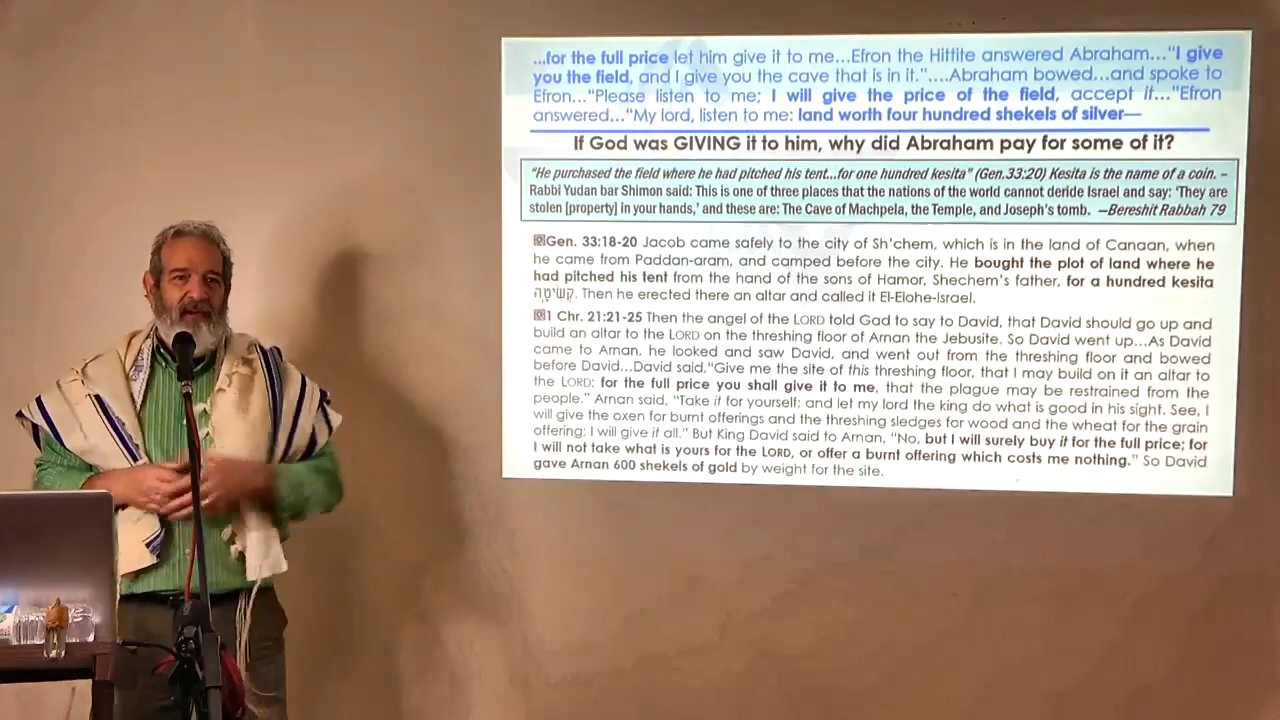 ...for the full price let him give it to me...Efron the Hittite answered Abraham..."I give
you the field, and I give you the cave that is in it."....Abraham bowed...and spoke to
Efron..."Please listen to me; I will give the price of the field, accept it..."Efron
answered..."My lord, listen to me: land worth four hundred shekels of silver—
If God was GIVING it to him, why did Abraham pay for some of it?
"He purchased the field where he had pitched his tent...for one hundred kesita" (Gen.33:20) Kesita is the name of a coin. –
Rabbi Yudan bar Shimon said: This is one of three places that the nations of the world cannot deride Israel and say: 'They are
stolen [property] in your hands,' and these are: The Cave of Machpela, the Temple, and Joseph's tomb. —Bereshit Rabbah 79
Gen. 33:18-20 Jacob came safely to the city of Sh'chem, which is in the land of Canaan, when
he came from Paddan-aram, and camped before the city. He bought the plot of land where he
had pitched his tent from the hand of the sons of Hamor, Shechem's father, for a hundred kesita
קְשִׂיטָה. Then he erected there an altar and called it El-Elohe-Israel.
1 Chr. 21:21-25 Then the angel of the LORD told Gad to say to David, that David should go up and
build an altar to the LORD on the threshing floor of Arnan the Jebusite. So David went up...As David
came to Arnan, he looked and saw David, and went out from the threshing floor and bowed
before David...David said,"Give me the site of this threshing floor, that I may build on it an altar to
the LORD; for the full price you shall give it to me, that the plague may be restrained from the
people." Arnan said, "Take it for yourself; and let my lord the king do what is good in his sight. See, I
will give the oxen for burnt offerings and the threshing sledges for wood and the wheat for the grain
offering; I will give it all." But King David said to Arnan, "No, but I will surely buy it for the full price; for
I will not take what is yours for the LORD, or offer a burnt offering which costs me nothing." So David
gave Arnan 600 shekels of gold by weight for the site.